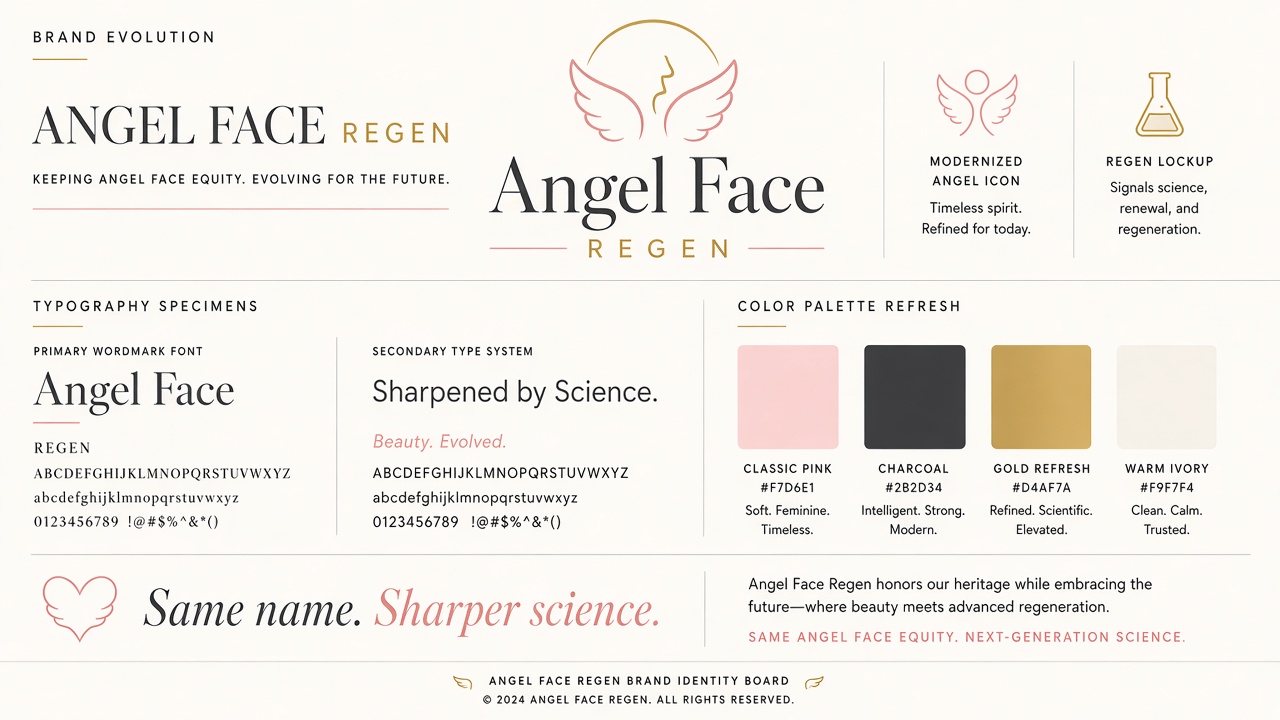 BRAND EVOLUTION
ANGEL FACE REGEN
KEEPING ANGEL FACE EQUITY. EVOLVING FOR THE FUTURE.
Angel Face
REGEN
MODERNIZED
ANGEL ICON
Timeless spirit.
Refined for today.
REGEN LOCKUP
Signals science,
renewal, and
regeneration.
TYPOGRAPHY SPECIMENS
PRIMARY WORDMARK FONT
Angel Face
REGEN
ABCDEFGHIJKLMNOPQRSTUVWXYZ
abcdefghijklmnopqrstuvwxyz
0123456789 !@#$%^&*()
SECONDARY TYPE SYSTEM
Sharpened by Science.
Beauty. Evolved.
ABCDEFGHIJKLMNOPQRSTUVWXYZ
abcdefghijklmnopqrstuvwxyz
0123456789 !@#$%^&*()
COLOR PALETTE REFRESH
CLASSIC PINK
#F7D6E1
Soft. Feminine.
Timeless.
CHARCOAL
#2B2D34
Intelligent. Strong.
Modern.
GOLD REFRESH
#D4AF7A
Refined. Scientific.
Elevated.
WARM IVORY
#F9F7F4
Clean. Calm.
Trusted.
Same name. Sharper science.
Angel Face Regen honors our heritage while embracing the
future—where beauty meets advanced regeneration.
SAME ANGEL FACE EQUITY. NEXT-GENERATION SCIENCE.
ANGEL FACE REGEN BRAND IDENTITY BOARD
© 2024 ANGEL FACE REGEN. ALL RIGHTS RESERVED.